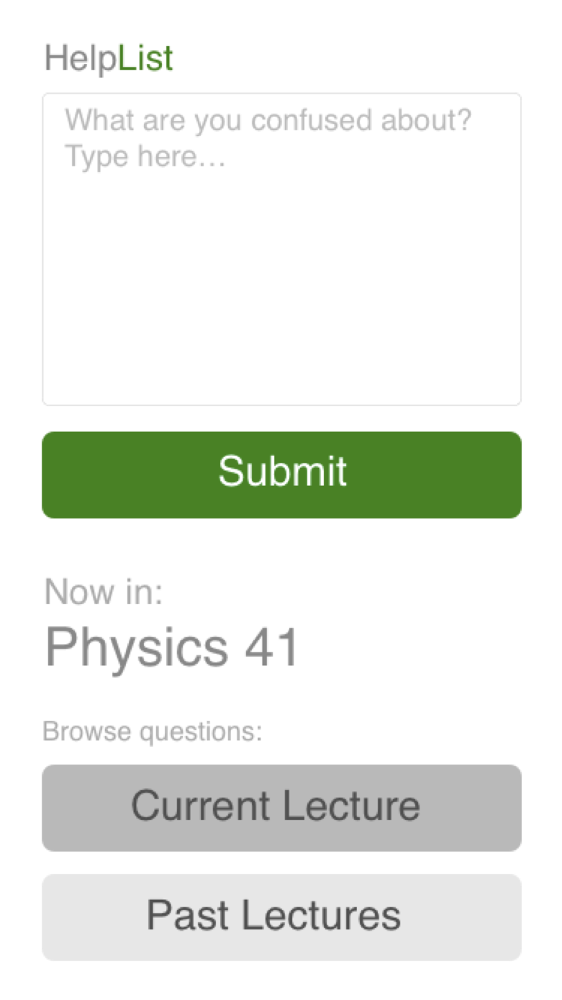 HelpList
What are you confused about?
Type here...
Submit
Now in:
Physics 41
Browse questions:
Current Lecture
Past Lectures